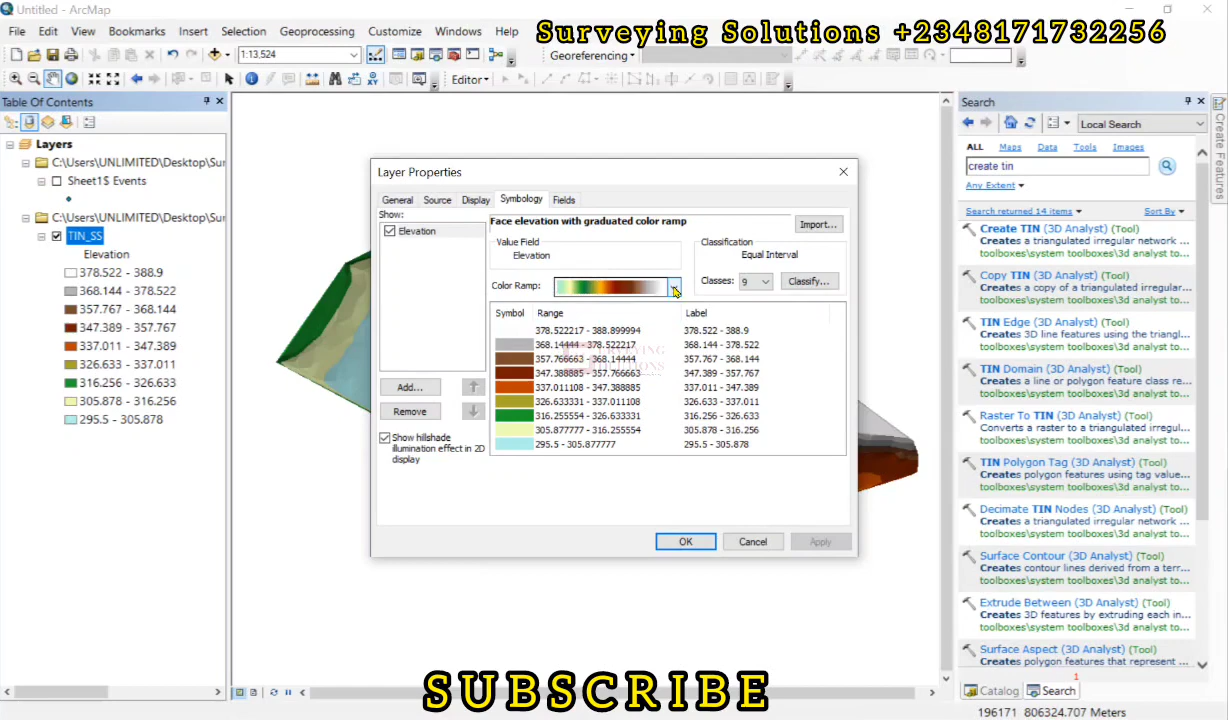 Untitled - ArcMap
Surveying Solutions +2348171732256
File Edit View Bookmarks Insert Selection Geoprocessing Customize Windows Help
1:13,524
Georeferencing
Editor
Table Of Contents
Layers
C:\Users\UNLIMITED\Desktop\Sur
Sheet1$ Events
C:\Users\UNLIMITED\Desktop\Sur
TIN_SS
Elevation
378.522 - 388.9
368.144 - 378.522
357.767 - 368.144
347.389 - 357.767
337.011 - 347.389
326.633 - 337.011
316.256 - 326.633
305.878 - 316.256
295.5 - 305.878
Layer Properties
General Source Display Symbology Fields
Show:
Elevation
Add...
Remove
Show hillshade
illumination effect in 2D
display
Face elevation with graduated color ramp
Import...
Value Field
Elevation
Classification
Equal Interval
Color Ramp:
Classes: 9 Classify...
Symbol Range Label
378.522217 - 388.899994 378.522 - 388.9
368.14444 - 378.522217 368.144 - 378.522
357.766663 - 368.14444 357.767 - 368.144
347.388885 - 357.766663 347.389 - 357.767
337.011108 - 347.388885 337.011 - 347.389
326.633331 - 337.011108 326.633 - 337.011
316.255554 - 326.633331 316.256 - 326.633
305.877777 - 316.255554 305.878 - 316.256
295.5 - 305.877777 295.5 - 305.878
SURVEYING
SOLUTIONS
OK Cancel Apply
Search
Local Search
ALL Maps Data Tools Images
create tin
Any Extent
Search returned 14 items Sort By
Create TIN (3D Analyst) (Tool)
Creates a triangulated irregular network ...
toolboxes\system toolboxes\3d analyst to...
Copy TIN (3D Analyst) (Tool)
Creates a copy of a triangulated irregular...
toolboxes\system toolboxes\3d analyst to...
TIN Edge (3D Analyst) (Tool)
Creates 3D line features using the triangl...
toolboxes\system toolboxes\3d analyst to...
TIN Domain (3D Analyst) (Tool)
Creates a line or polygon feature class re...
toolboxes\system toolboxes\3d analyst to...
Raster To TIN (3D Analyst) (Tool)
Converts a raster to a triangulated irregul...
toolboxes\system toolboxes\3d analyst to...
TIN Polygon Tag (3D Analyst) (Tool)
Creates polygon features using tag value...
toolboxes\system toolboxes\3d analyst to...
Decimate TIN Nodes (3D Analyst) (Tool)
Creates a triangulated irregular network ...
toolboxes\system toolboxes\3d analyst to...
Surface Contour (3D Analyst) (Tool)
Creates contour lines derived from a terr...
toolboxes\system toolboxes\3d analyst to...
Extrude Between (3D Analyst) (Tool)
Creates 3D features by extruding each in...
toolboxes\system toolboxes\3d analyst to...
Surface Aspect (3D Analyst) (Tool)
Creates polygon features that represent ...
Catalog Search
Create Features
1
196171 806324.707 Meters
SUBSCRIBE